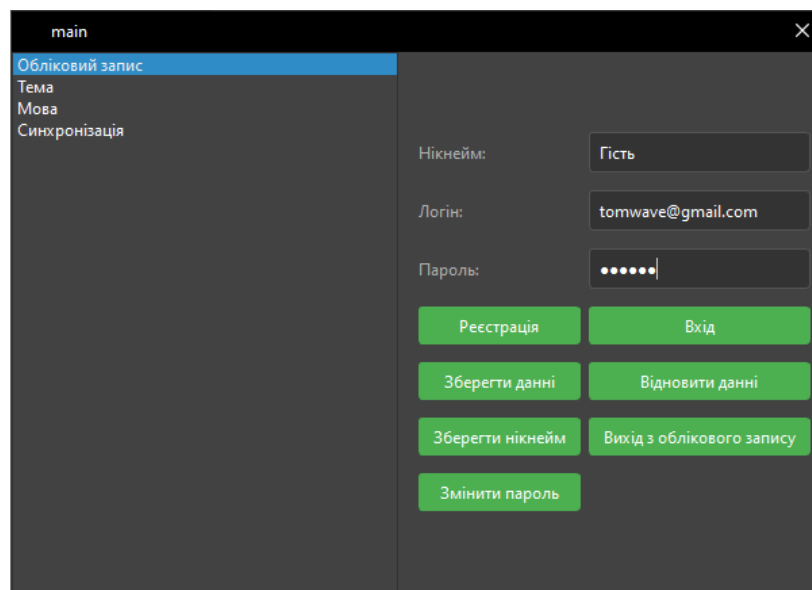 main
Обліковий запис
Тема
Мова
Синхронізація
Нікнейм: Гість
Логін: tomwave@gmail.com
Пароль: ••••••
Реєстрація Вхід
Зберегти данні Відновити данні
Зберегти нікнейм Вихід з облікового запису
Змінити пароль